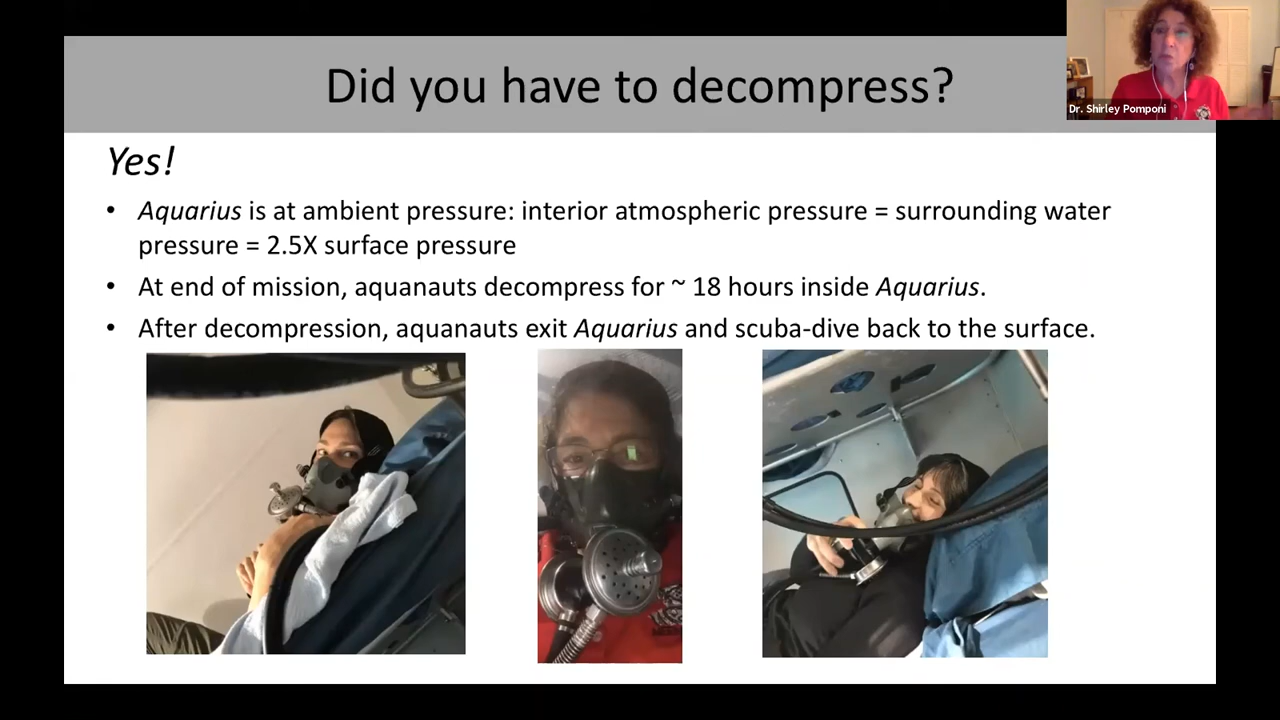 Did you have to decompress?
Dr. Shirley Pomponi
Yes!
• Aquarius is at ambient pressure: interior atmospheric pressure = surrounding water
pressure = 2.5X surface pressure
• At end of mission, aquanauts decompress for ~ 18 hours inside Aquarius.
• After decompression, aquanauts exit Aquarius and scuba-dive back to the surface.